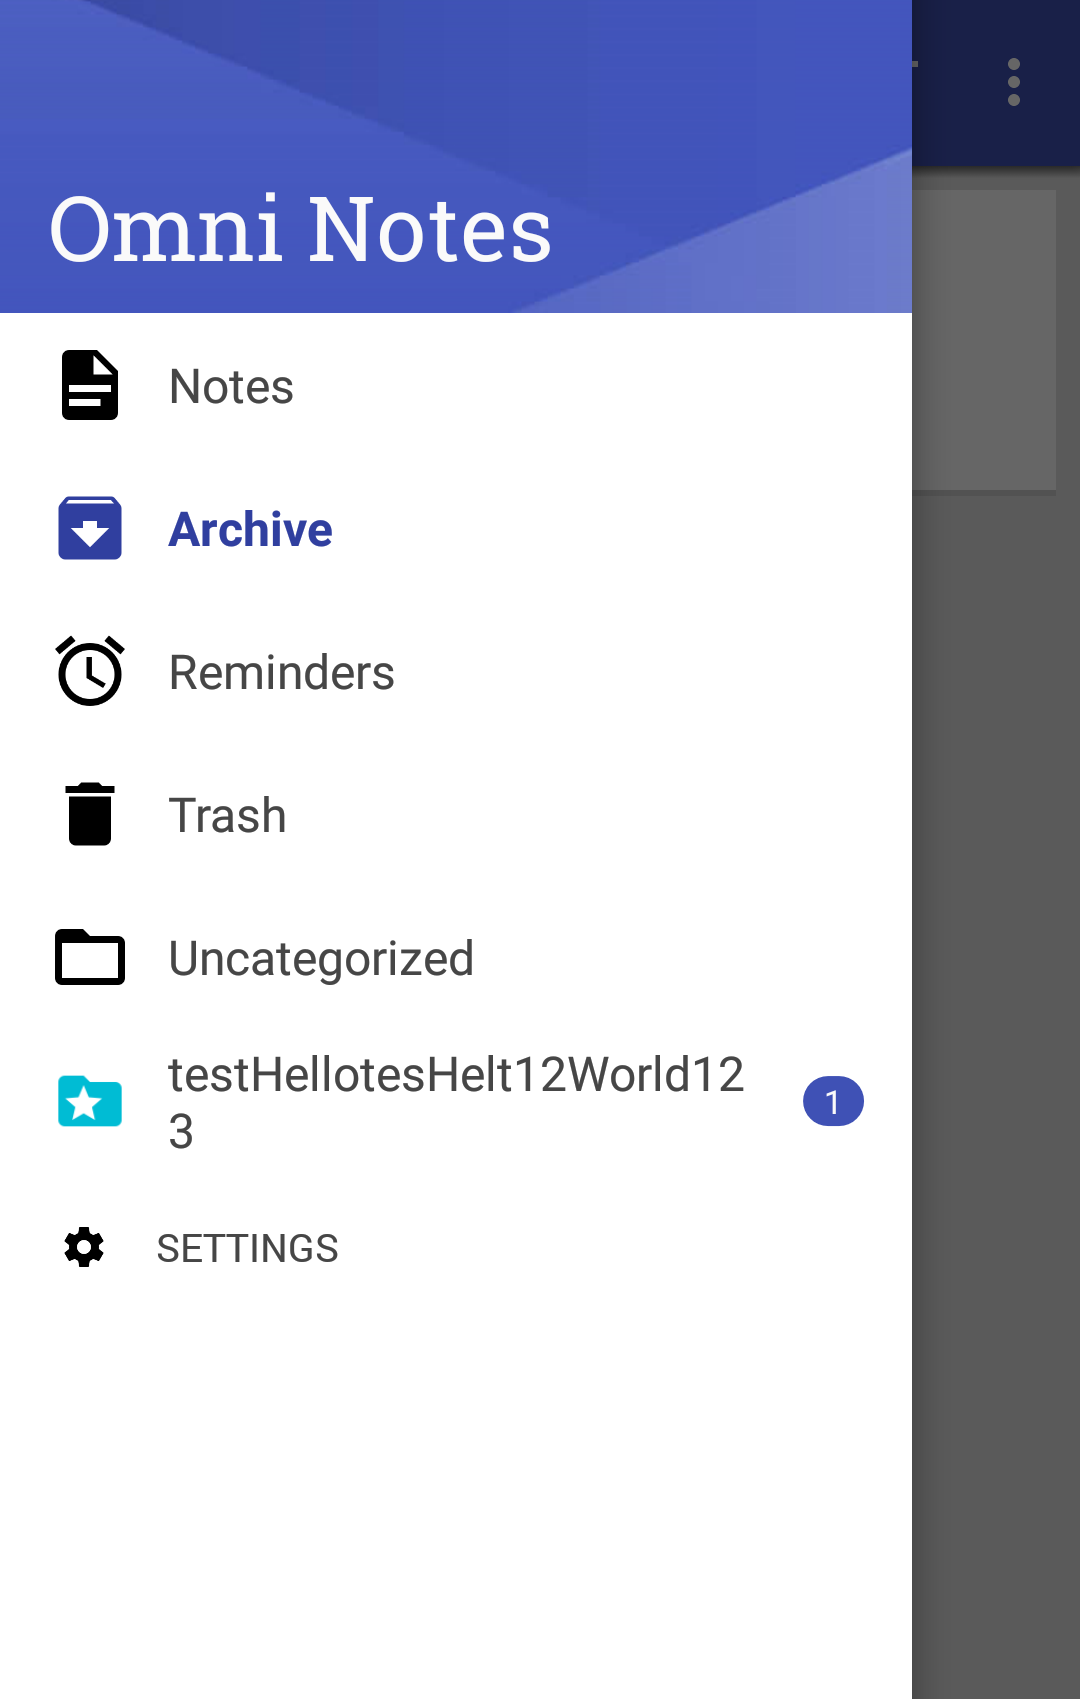 Omni Notes
Notes
Archive
Reminders
Trash
Uncategorized
testHellotesHelt12World12
3
1
SETTINGS